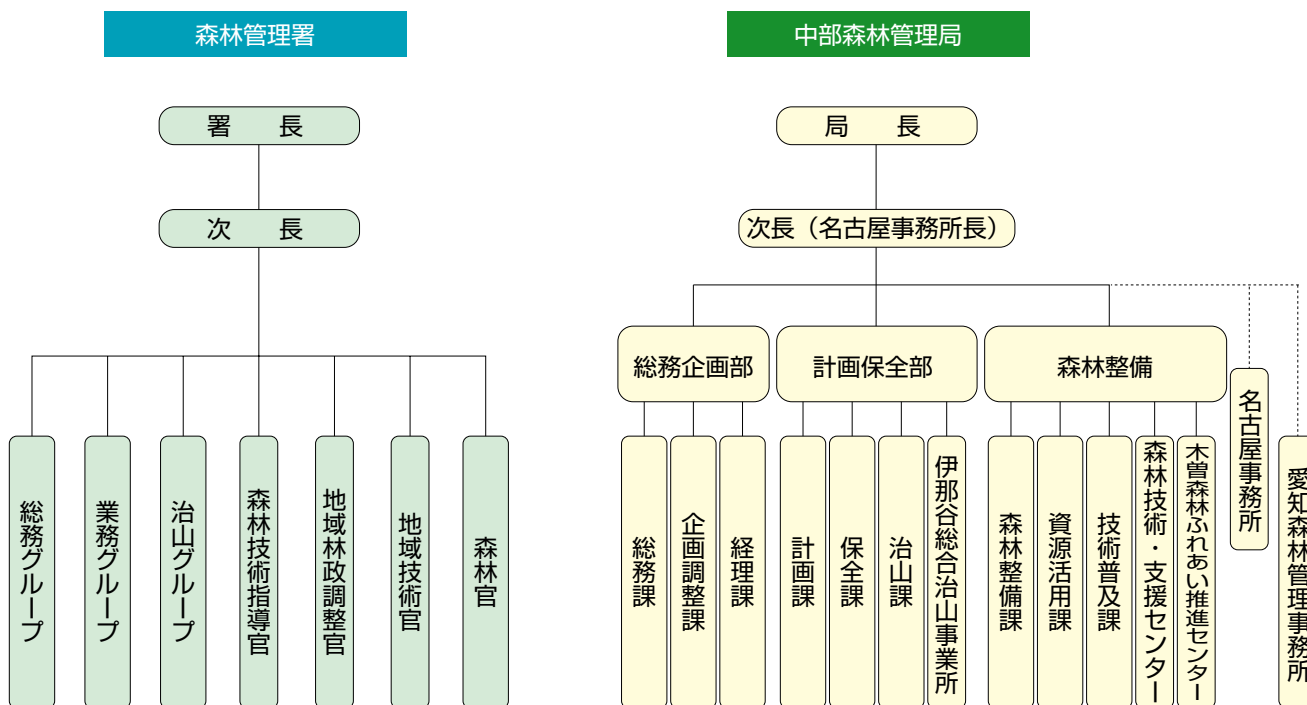 森林管理署
署　長
次　長
総務グループ
業務グループ
治山グループ
森林技術指導官
地域林政調整官
地域技術官
森林官
中部森林管理局
局　長
次長（名古屋事務所長）
総務企画部
計画保全部
森林整備
総務課
企画調整課
経理課
計画課
保全課
治山課
伊那谷総合治山事業所
森林整備課
資源活用課
技術普及課
森林技術・支援センター
木曽森林ふれあい推進センター
名古屋事務所
愛知森林管理事務所